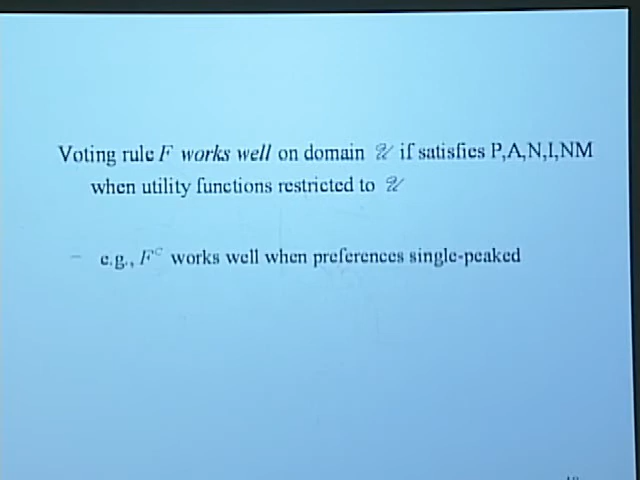 Voting rule F works well on domain 𝒰 if satisfies P,A,N,I,NM
when utility functions restricted to 𝒰
– e.g., F^C works well when preferences single-peaked